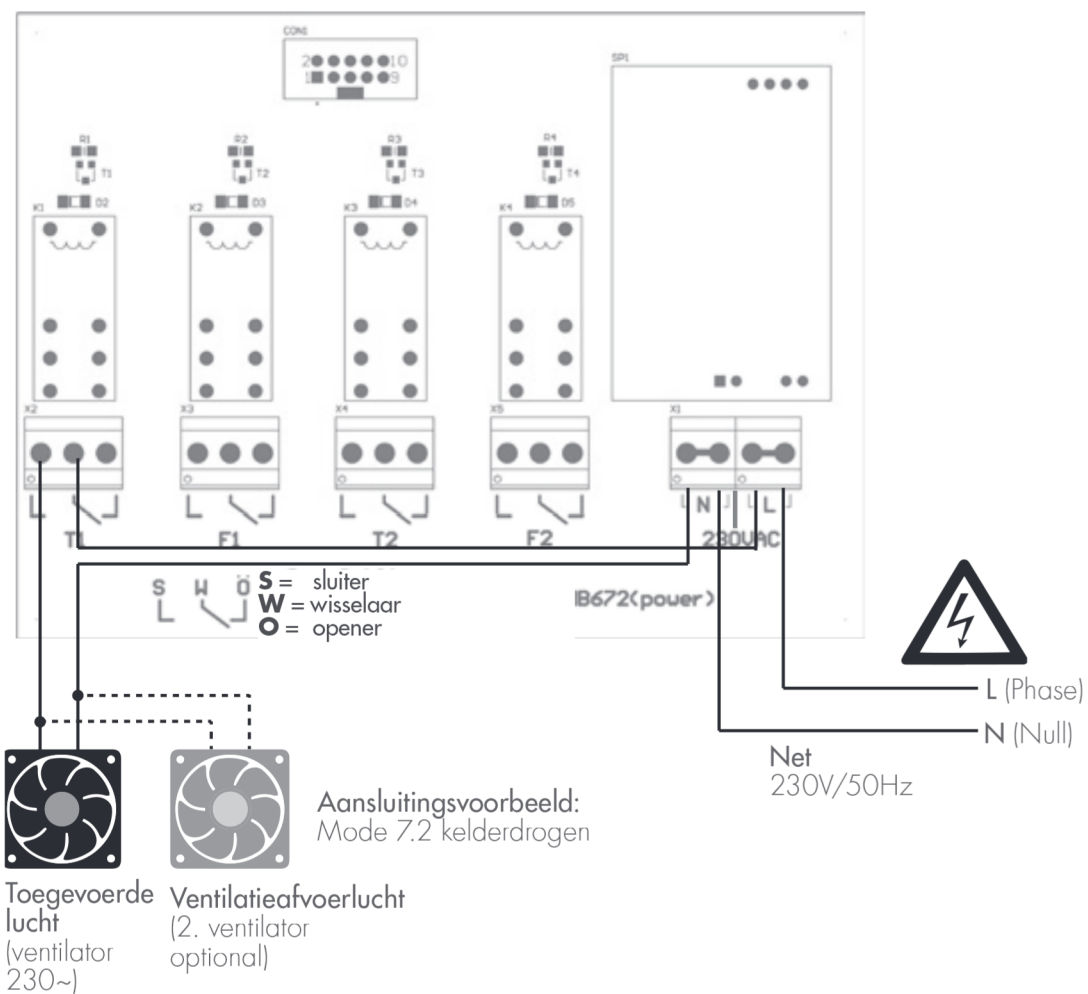 CON1
2 10
1 9
SP1
R1 R2 R3 R4
T1 T2 T3 T4
D2 D3 D4 D5
K1 K2 K3 K4
X2 X3 X4 X5 X1
N L
T1 F1 T2 F2 230VAC
S W Ö
S = sluiter
W = wisselaar
O = opener
IB672(power)
L (Phase)
N (Null)
Net
230V/50Hz
Aansluitingsvoorbeeld:
Mode 7.2 kelderdrogen
Toegevoerde
lucht
(ventilator
230~)
Ventilatieafvoerlucht
(2. ventilator
optional)